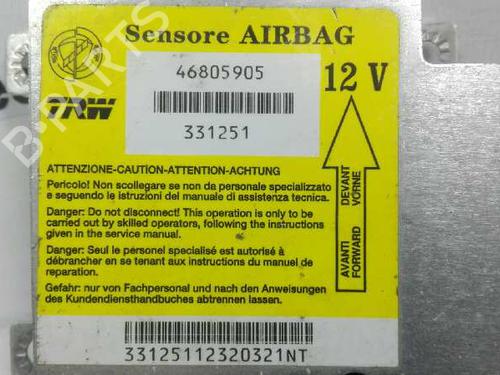 Sensore AIRBAG
46805905
12 V
TRW
331251
ATTENZIONE-CAUTION-ATTENTION-ACHTUNG
Pericolo! Non scollegare se non da personale specializzato
e seguendo le istruzioni del manuale di assistenza tecnica.
Danger: Do not disconnect! This operation is only to be
carried by skilled operators, following the instructions
given in the service manual.
Danger: Seul le personel specialisé est autorisé à
débrancher en se tenant aux instructions du manuel de
reparation.
Gefahr: nur von Fachpersonal und nach den Anweisungen
des Kundendiensthandbuches abtrennen lassen.
AVANTI DEVANT
FORWARD VORNE
33125112320321NT
B-PARTS